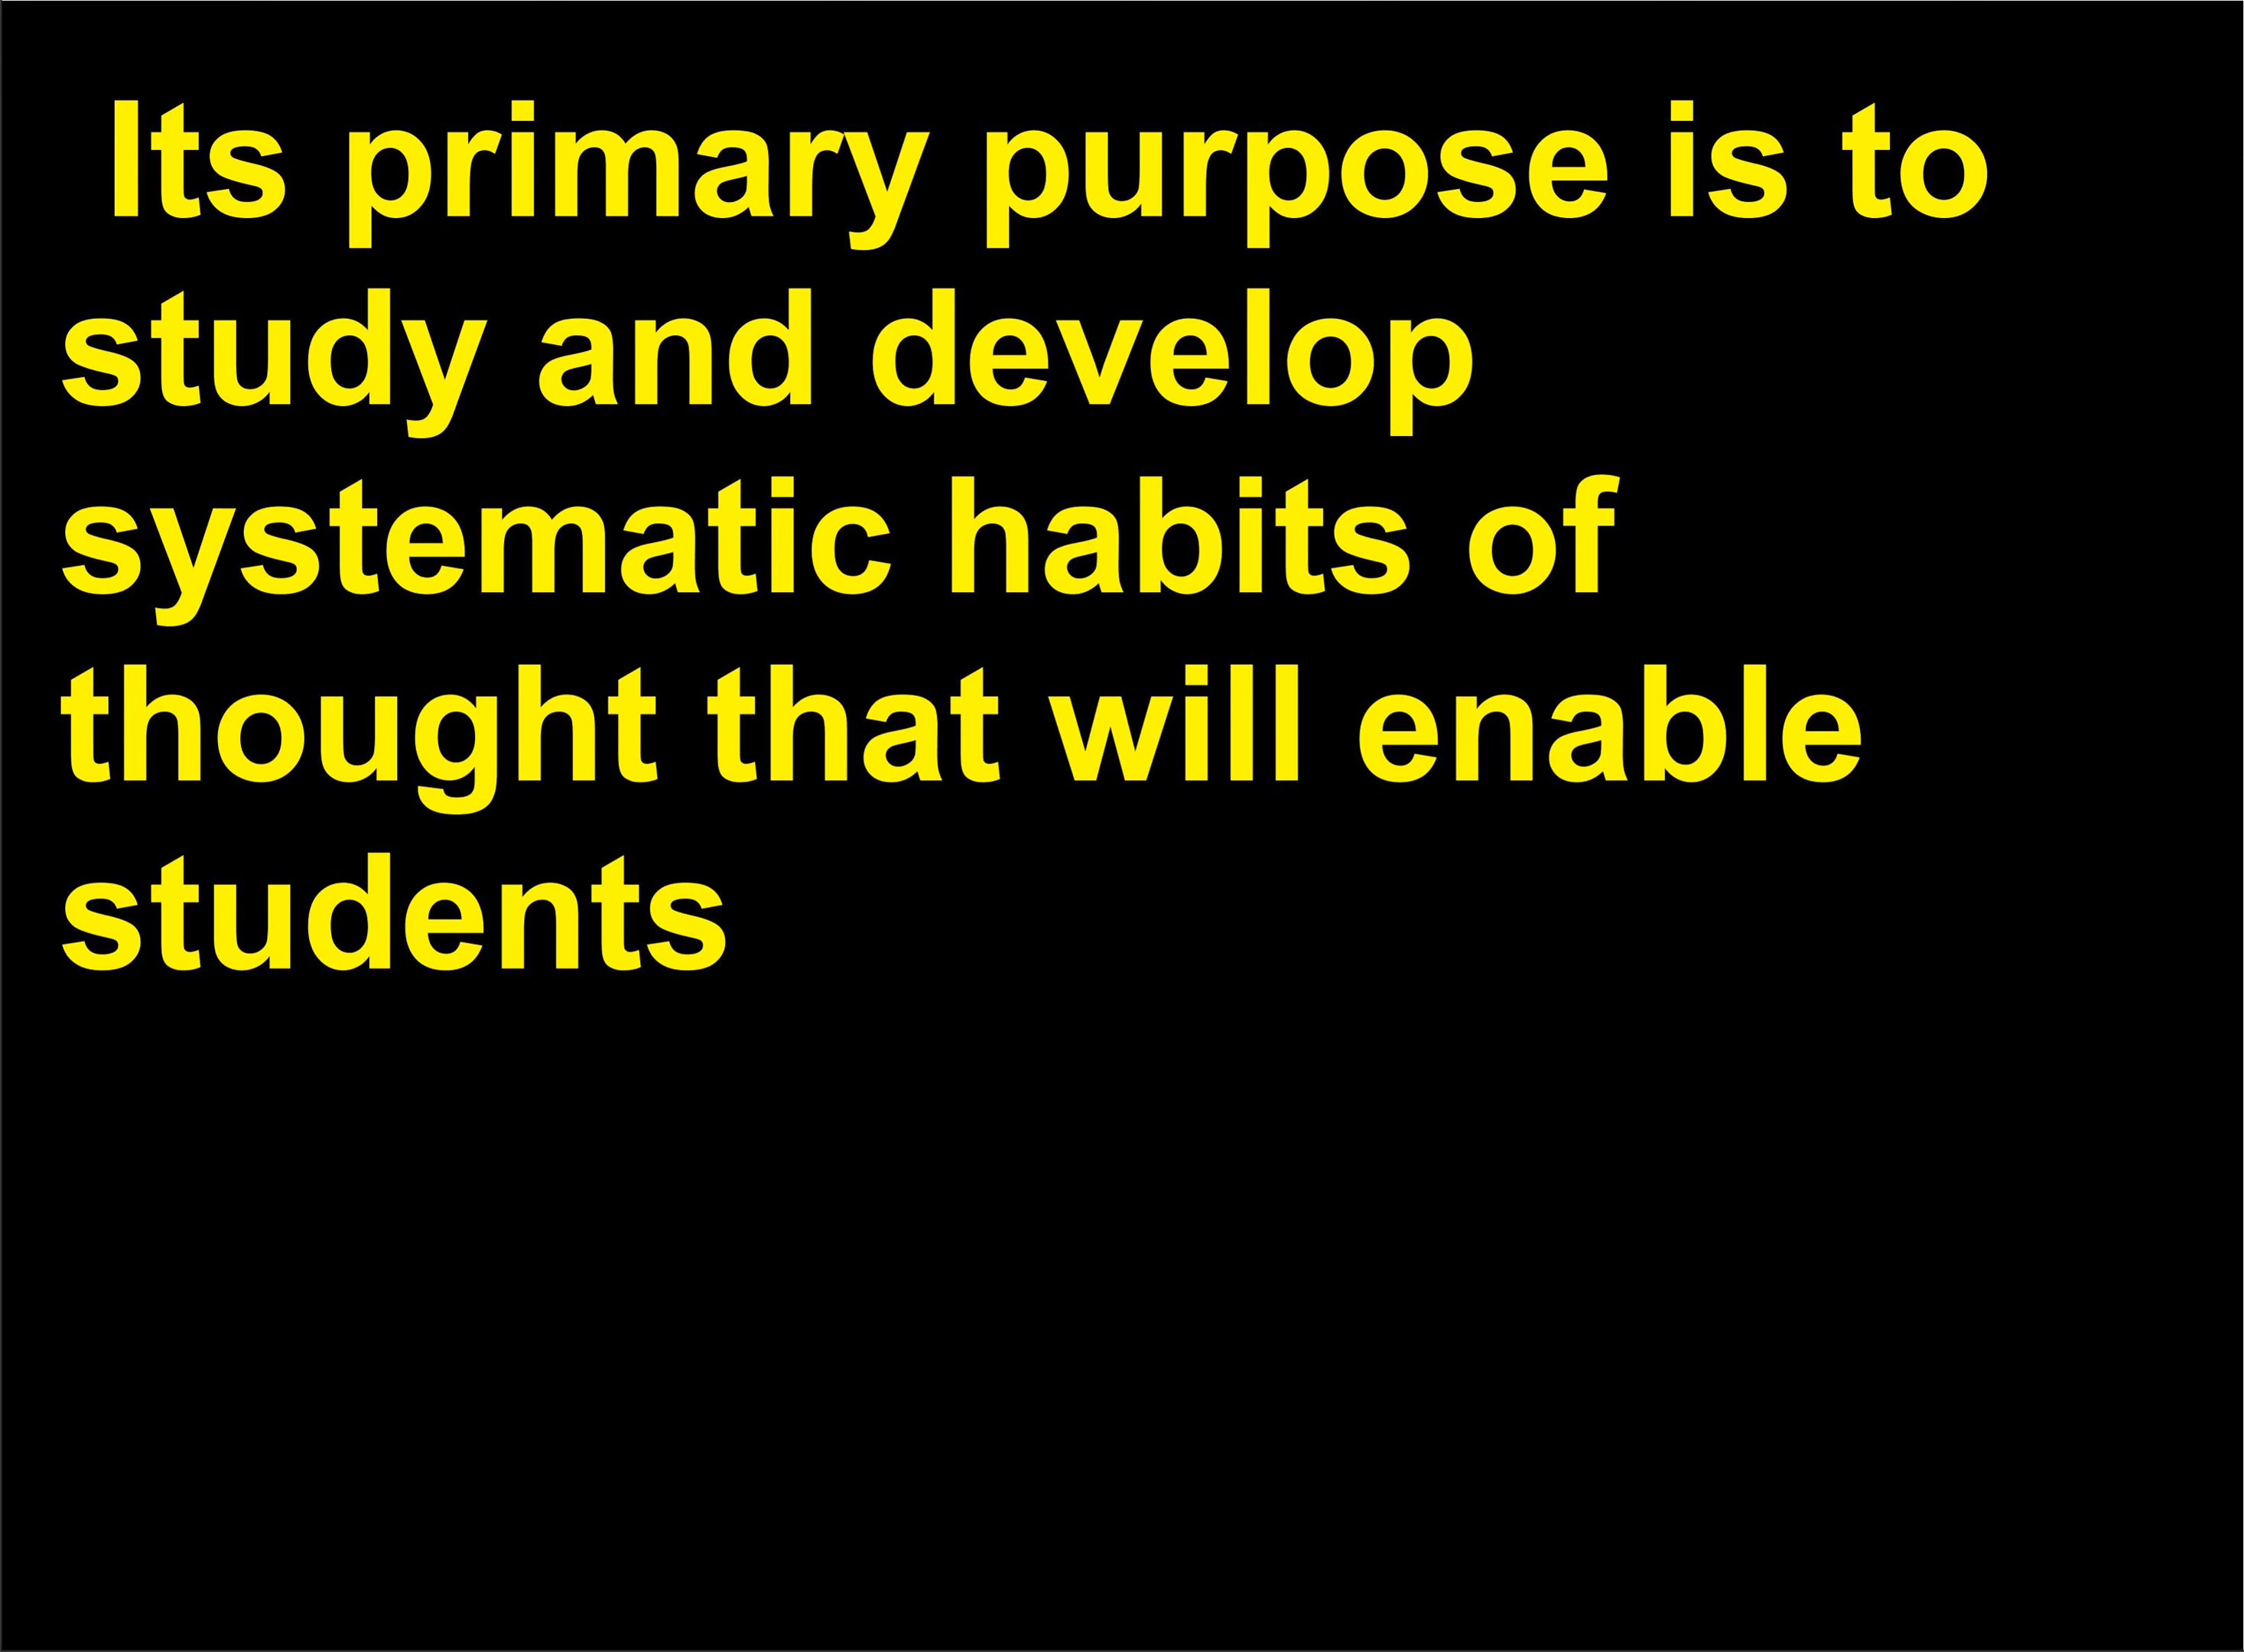 Its primary purpose is to
study and develop
systematic habits of
thought that will enable
students